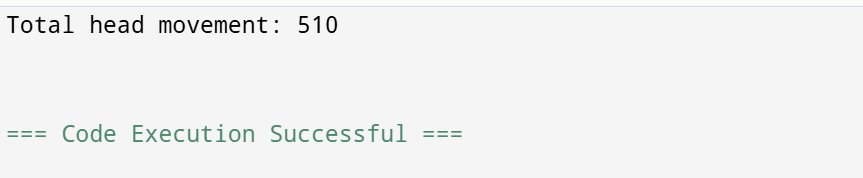 Total head movement: 510
=== Code Execution Successful ===